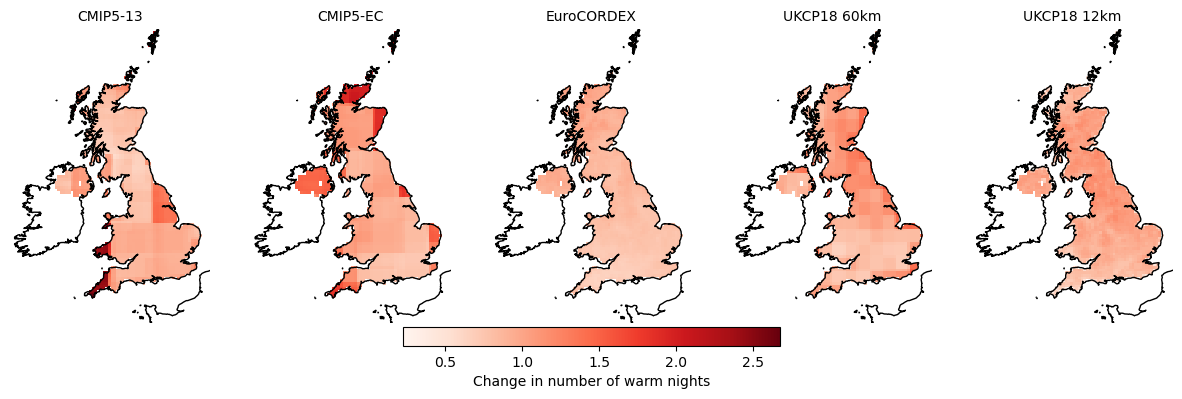 CMIP5-13
CMIP5-EC
EuroCORDEX
UKCP18 60km
UKCP18 12km
0.5
1.0
1.5
2.0
2.5
Change in number of warm nights